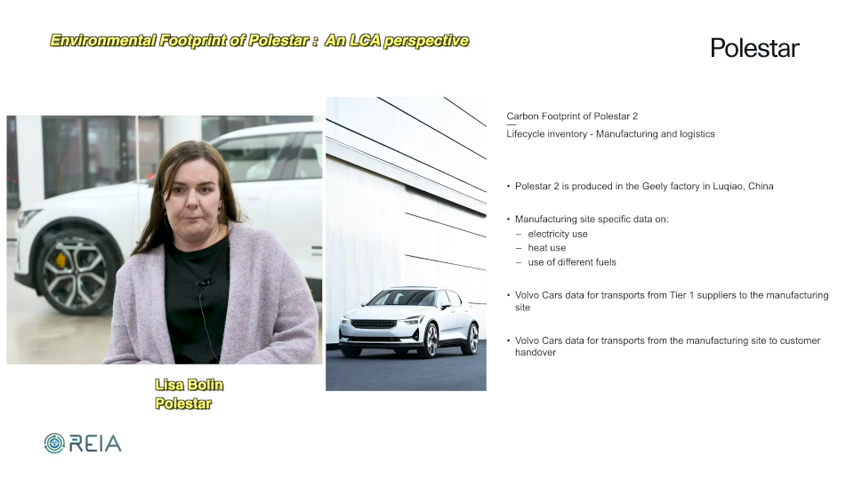 Environmental Footprint of Polestar : An LCA perspective
Polestar
Carbon Footprint of Polestar 2
Lifecycle inventory - Manufacturing and logistics
• Polestar 2 is produced in the Geely factory in Luqiao, China
• Manufacturing site specific data on:
– electricity use
– heat use
– use of different fuels
• Volvo Cars data for transports from Tier 1 suppliers to the manufacturing
site
• Volvo Cars data for transports from the manufacturing site to customer
handover
Lisa Bolin
Polestar
REIA